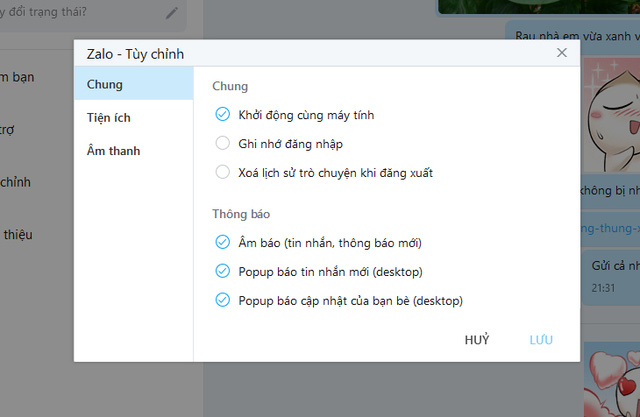 y đổi trạng thái?
Rau nhà em vừa xanh v
Zalo - Tùy chỉnh
m bạn
trợ
chỉnh
thiệu
Chung
Tiện ích
Âm thanh
Chung
Khởi động cùng máy tính
Ghi nhớ đăng nhập
Xoá lịch sử trò chuyện khi đăng xuất
Thông báo
Âm báo (tin nhắn, thông báo mới)
Popup báo tin nhắn mới (desktop)
Popup báo cập nhật của bạn bè (desktop)
HUỶ
LƯU
không bị nh
ng-thung-x
Gửi cả nh
21:31